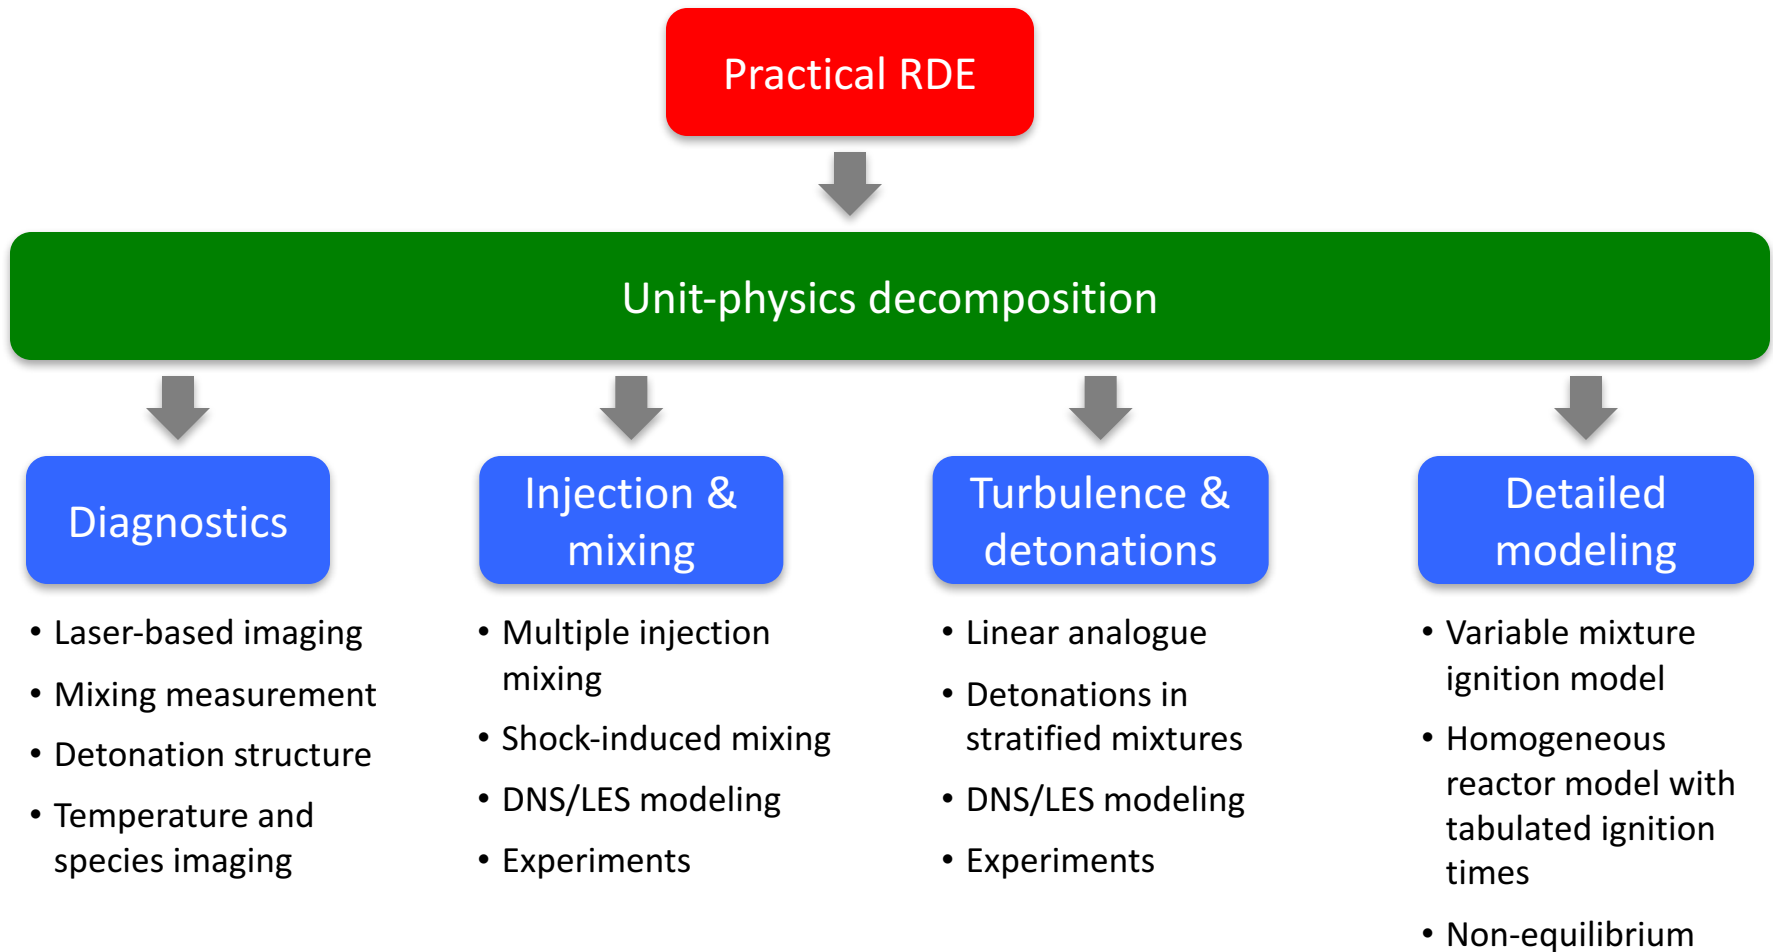 Practical RDE
Unit-physics decomposition
Diagnostics
• Laser-based imaging
• Mixing measurement
• Detonation structure
• Temperature and
species imaging
Injection &
mixing
• Multiple injection
mixing
• Shock-induced mixing
• DNS/LES modeling
• Experiments
Turbulence &
detonations
• Linear analogue
• Detonations in
stratified mixtures
• DNS/LES modeling
• Experiments
Detailed
modeling
• Variable mixture
ignition model
• Homogeneous
reactor model with
tabulated ignition
times
• Non-equilibrium